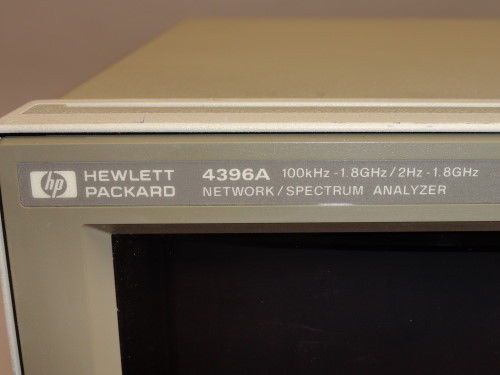 hp HEWLETT PACKARD 4396A 100kHz - 1.8GHz / 2Hz - 1.8GHz
NETWORK / SPECTRUM ANALYZER